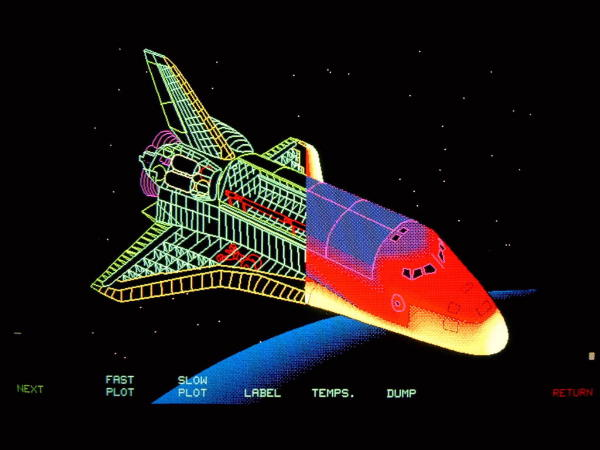 FAST SLOW
NEXT PLOT PLOT LABEL TEMPS. DUMP RETURN